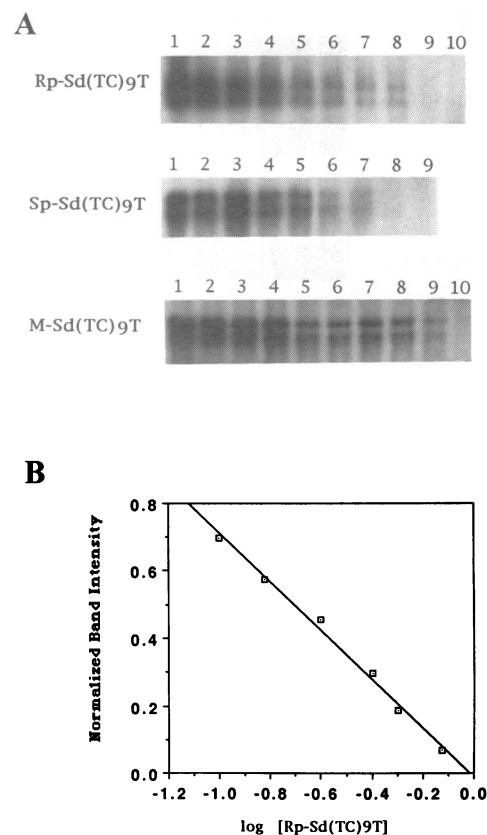 A
1 2 3 4 5 6 7 8 9 10
Rp-Sd(TC)9T
1 2 3 4 5 6 7 8 9
Sp-Sd(TC)9T
1 2 3 4 5 6 7 8 9 10
M-Sd(TC)9T
B
0.8
0.6
0.4
0.2
0.0
Normalized Band Intensity
-1.2 -1.0 -0.8 -0.6 -0.4 -0.2 0.0
log [Rp-Sd(TC)9T]